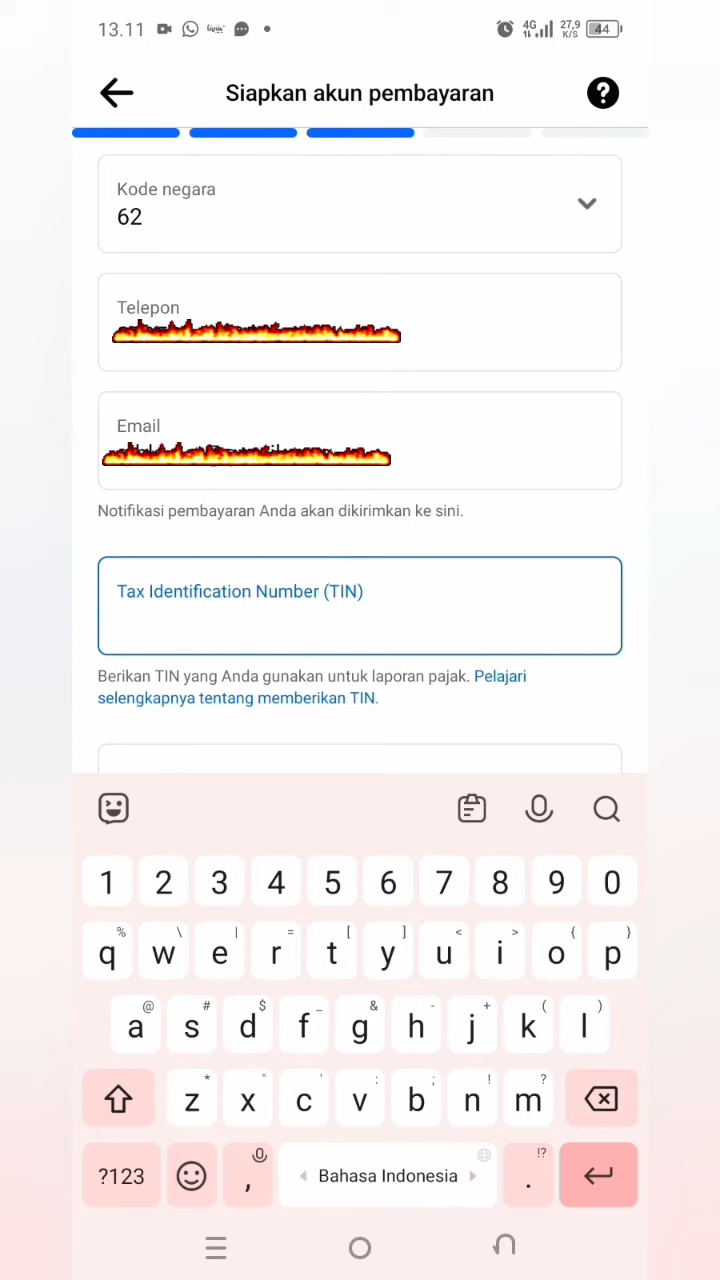 13.11
4G
27,9
K/S
44
Siapkan akun pembayaran
Kode negara
62
Telepon
Email
Notifikasi pembayaran Anda akan dikirimkan ke sini.
Tax Identification Number (TIN)
Berikan TIN yang Anda gunakan untuk laporan pajak. Pelajari
selengkapnya tentang memberikan TIN.
1 2 3 4 5 6 7 8 9 0
% \ | = [ ] < > { }
q w e r t y u i o p
@ # $ _ & - + ( )
a s d f g h j k l
* " ' : ; ! ?
z x c v b n m
!?
?123 , Bahasa Indonesia .